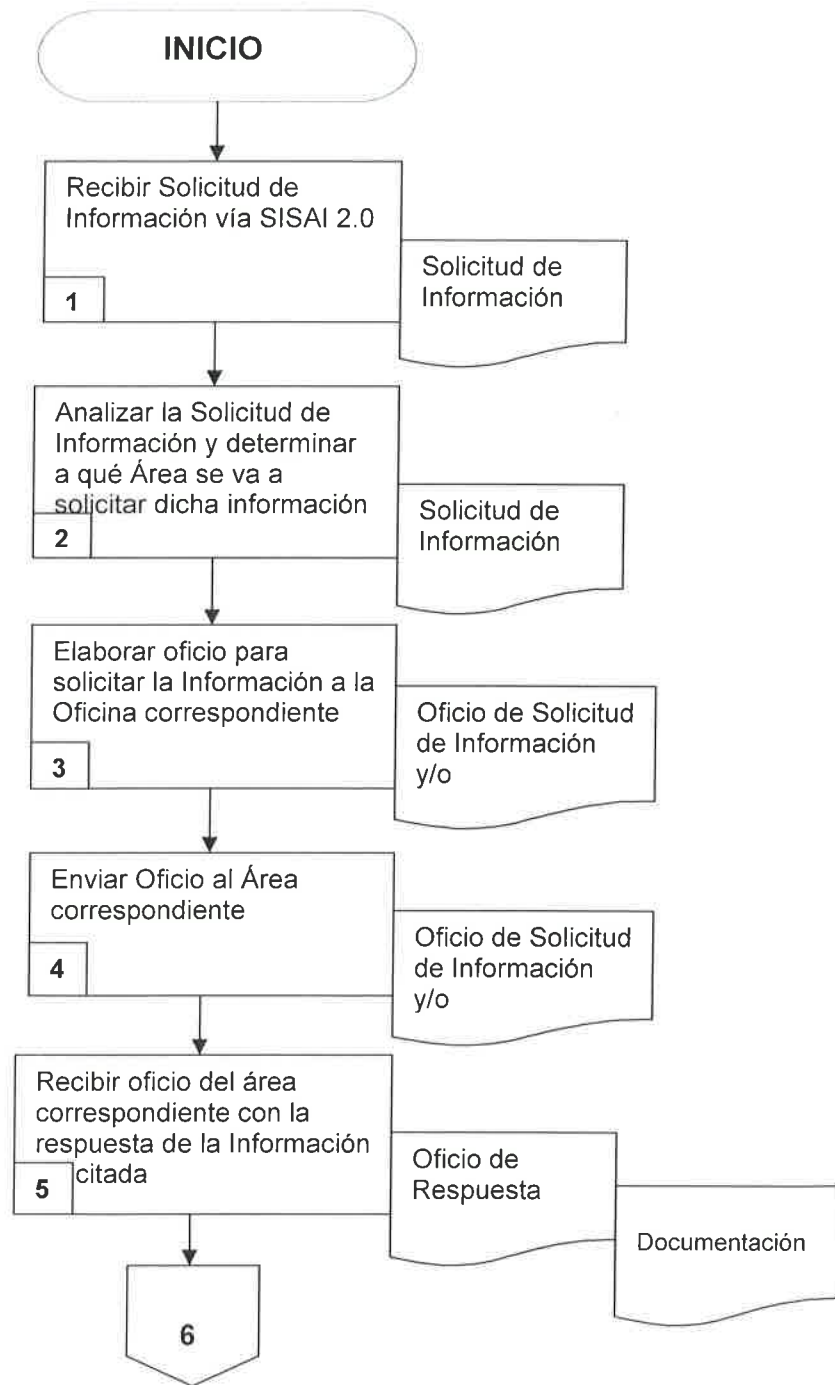 INICIO
Recibir Solicitud de
Información vía SISAI 2.0
1
Solicitud de
Información
Analizar la Solicitud de
Información y determinar
a qué Área se va a
solicitar dicha información
2
Solicitud de
Información
Elaborar oficio para
solicitar la Información a la
Oficina correspondiente
3
Oficio de Solicitud
de Información
y/o
Enviar Oficio al Área
correspondiente
4
Oficio de Solicitud
de Información
y/o
Recibir oficio del área
correspondiente con la
respuesta de la Información
citada
5
Oficio de
Respuesta
Documentación
6